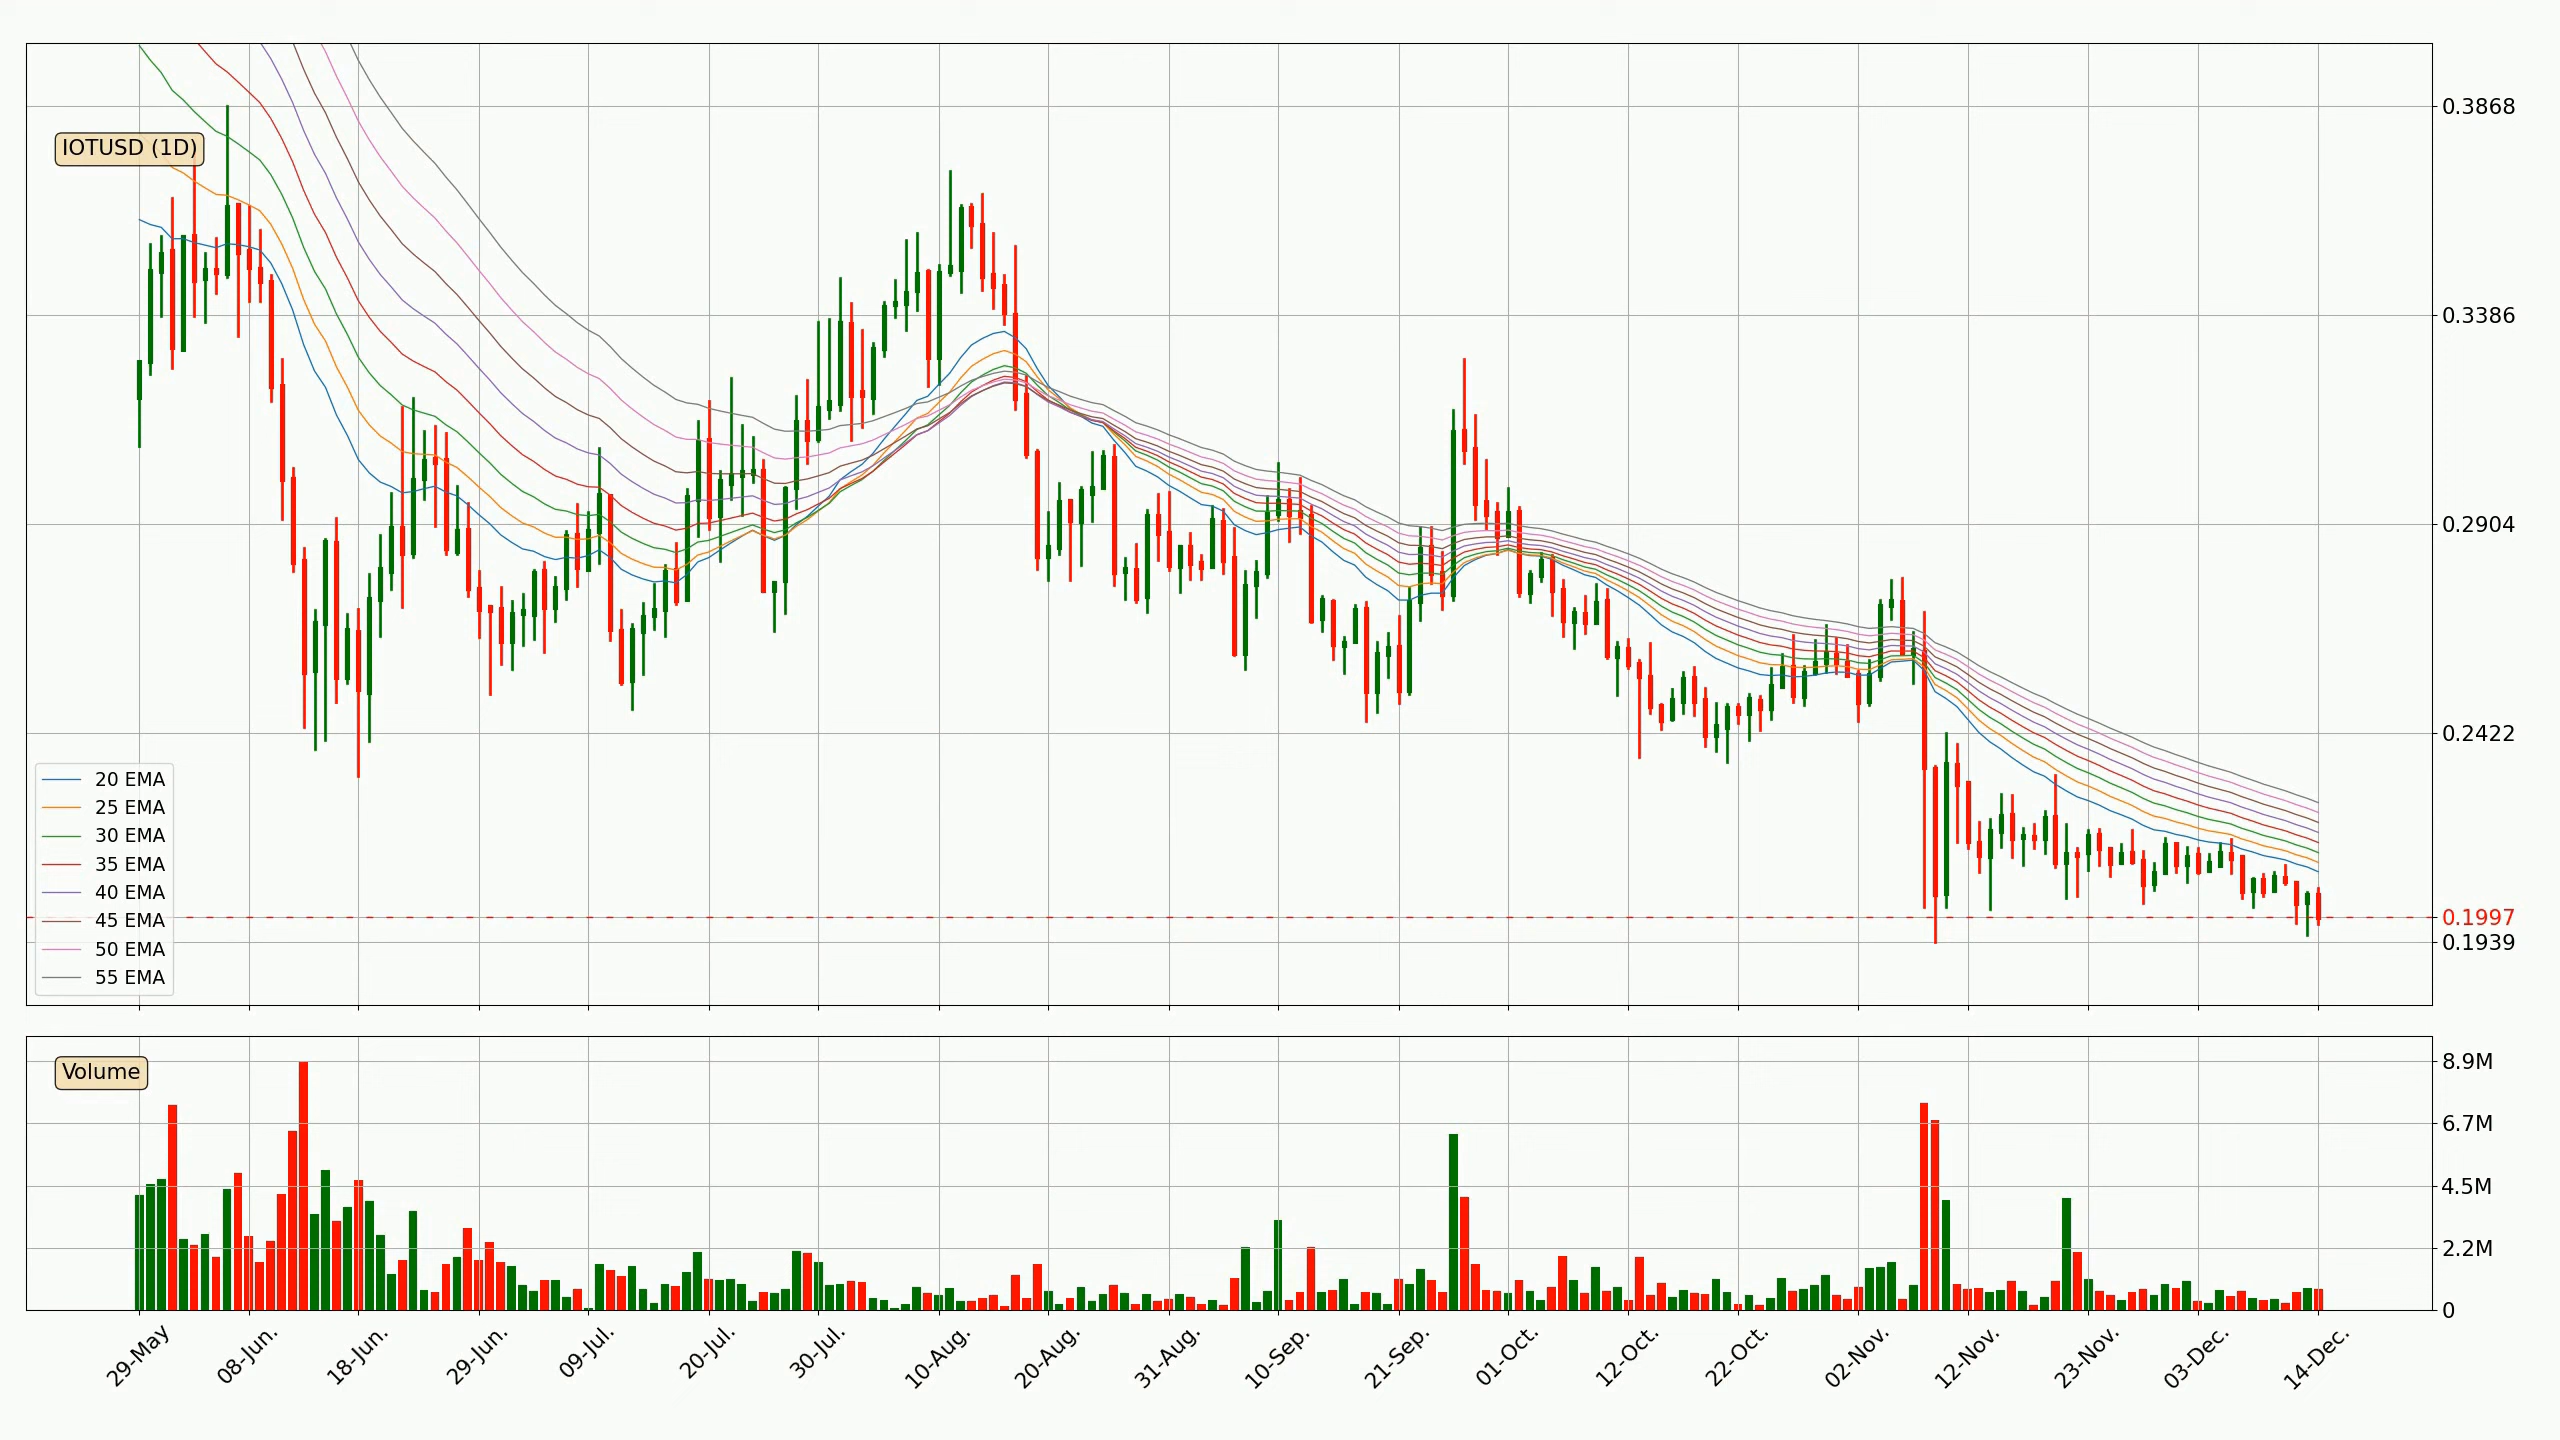 IOTUSD (1D)
0.3868
0.3386
0.2904
0.2422
0.1997
0.1939
20 EMA
25 EMA
30 EMA
35 EMA
40 EMA
45 EMA
50 EMA
55 EMA
Volume
8.9M
6.7M
4.5M
2.2M
0
29-May
08-Jun.
18-Jun.
29-Jun.
09-Jul.
20-Jul.
30-Jul.
10-Aug.
20-Aug.
31-Aug.
10-Sep.
21-Sep.
01-Oct.
12-Oct.
22-Oct.
02-Nov.
12-Nov.
23-Nov.
03-Dec.
14-Dec.